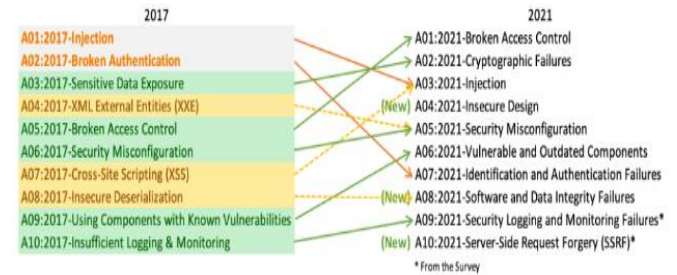 2017
A01:2017-Injection
A02:2017-Broken Authentication
A03:2017-Sensitive Data Exposure
A04:2017-XML External Entities (XXE)
A05:2017-Broken Access Control
A06:2017-Security Misconfiguration
A07:2017-Cross-Site Scripting (XSS)
A08:2017-Insecure Deserialization
A09:2017-Using Components with Known Vulnerabilities
A10:2017-Insufficient Logging & Monitoring
2021
A01:2021-Broken Access Control
A02:2021-Cryptographic Failures
A03:2021-Injection
(New) A04:2021-Insecure Design
A05:2021-Security Misconfiguration
A06:2021-Vulnerable and Outdated Components
A07:2021-Identification and Authentication Failures
(New) A08:2021-Software and Data Integrity Failures
A09:2021-Security Logging and Monitoring Failures*
(New) A10:2021-Server-Side Request Forgery (SSRF)*
* From the Survey